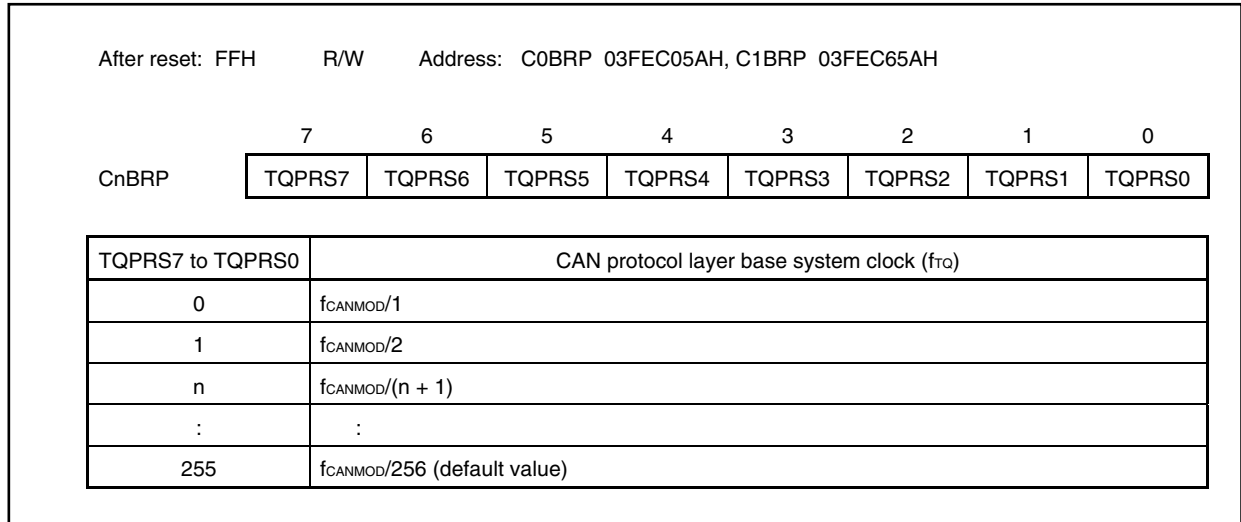 After reset: FFH R/W Address: C0BRP 03FEC05AH, C1BRP 03FEC65AH
7 6 5 4 3 2 1 0
CnBRP TQPRS7 TQPRS6 TQPRS5 TQPRS4 TQPRS3 TQPRS2 TQPRS1 TQPRS0
TQPRS7 to TQPRS0 CAN protocol layer base system clock (fTQ)
0 fCANMOD/1
1 fCANMOD/2
n fCANMOD/(n + 1)
: :
255 fCANMOD/256 (default value)